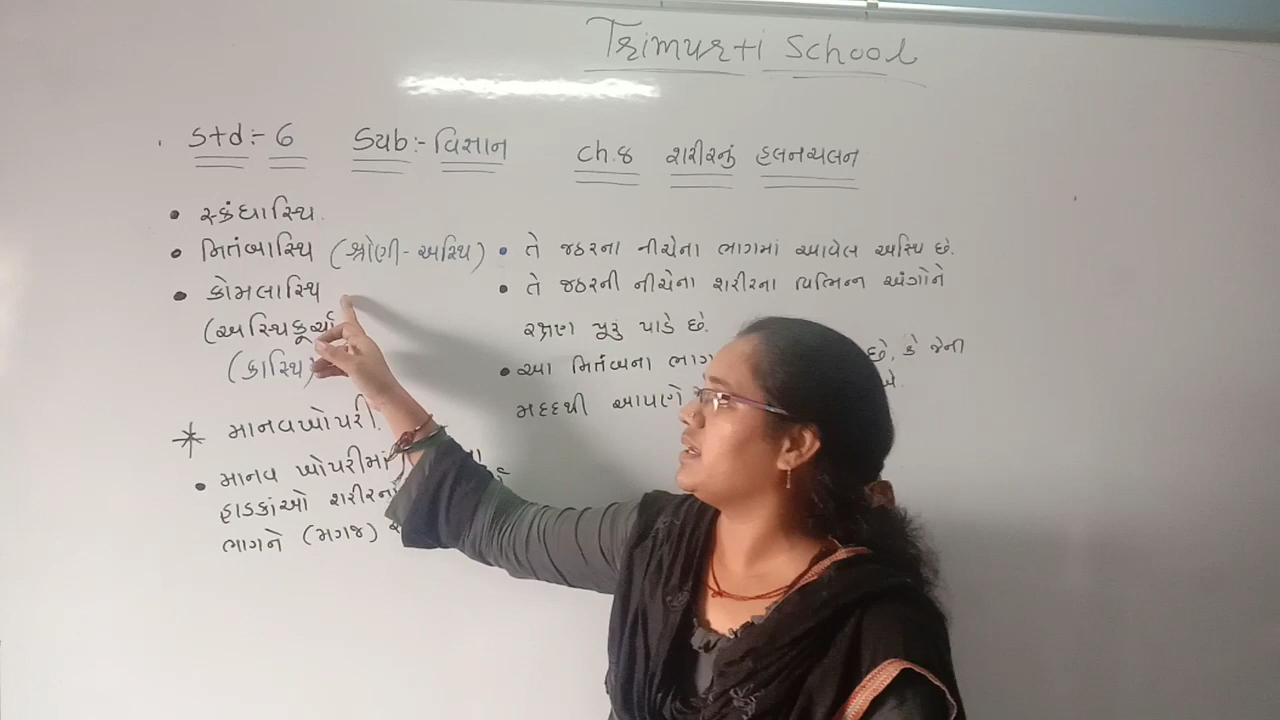 Trimurti School
Std:- 6 Sub:- વિજ્ઞાન Ch.8 શરીરનું હલનચલન
• સ્કંધાસ્થિ.
• નિતંબાસ્થિ (શ્રોણી-અસ્થિ)
• કોમલાસ્થિ
(અસ્થિકૂર્ચા
(કાસ્થિ)
* માનવખોપરી.
• માનવ ખોપરીમાં
હાડકાંઓ શરીરના
ભાગને (મગજ)
• તે જઠરના નીચેના ભાગમાં આવેલ અસ્થિ છે.
• તે જઠરની નીચેના શરીરના વિભિન્ન અંગોને
રક્ષણ પૂરું પાડે છે.
• આ નિતંબના ભાગ છે, કે જેની
મદદથી આપણે